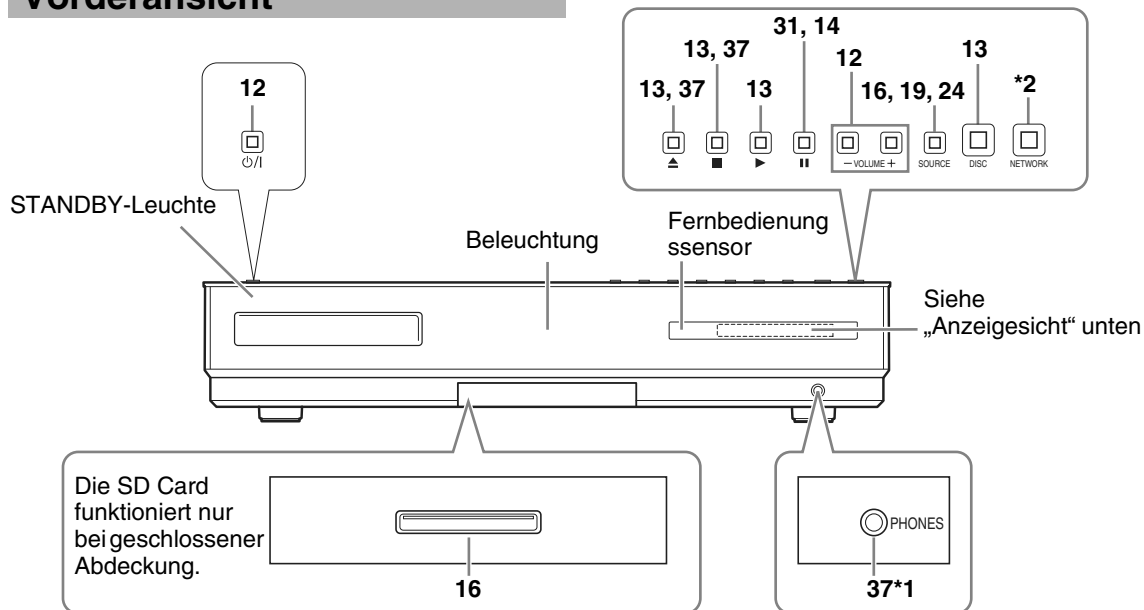 Vorderansicht
31, 14
13, 37
12
13
12
13, 37
13
16, 19, 24
*2
⏻/I
– VOLUME +
SOURCE
DISC
NETWORK
STANDBY-Leuchte
Beleuchtung
Fernbedienung
ssensor
Siehe
„Anzeigesicht“ unten
Die SD Card
funktioniert nur
bei geschlossener
Abdeckung.
PHONES
16
37*1